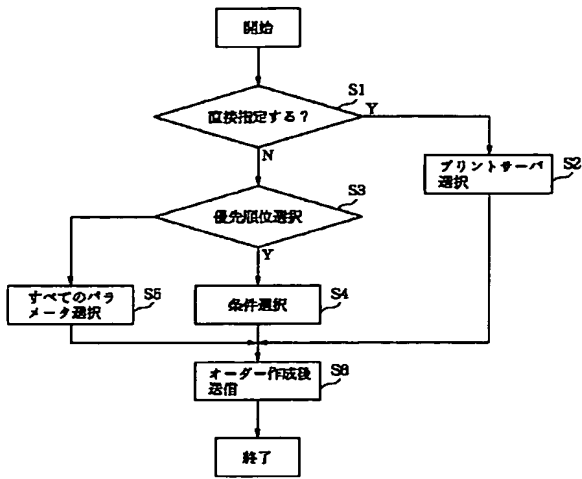 開始
S1
直接指定する?
Y
N
S2
プリントサーバ
選択
S3
優先順位選択
Y
S5
すべてのパラ
メータ選択
S4
条件選択
S6
オーダー作成後
送信
終了